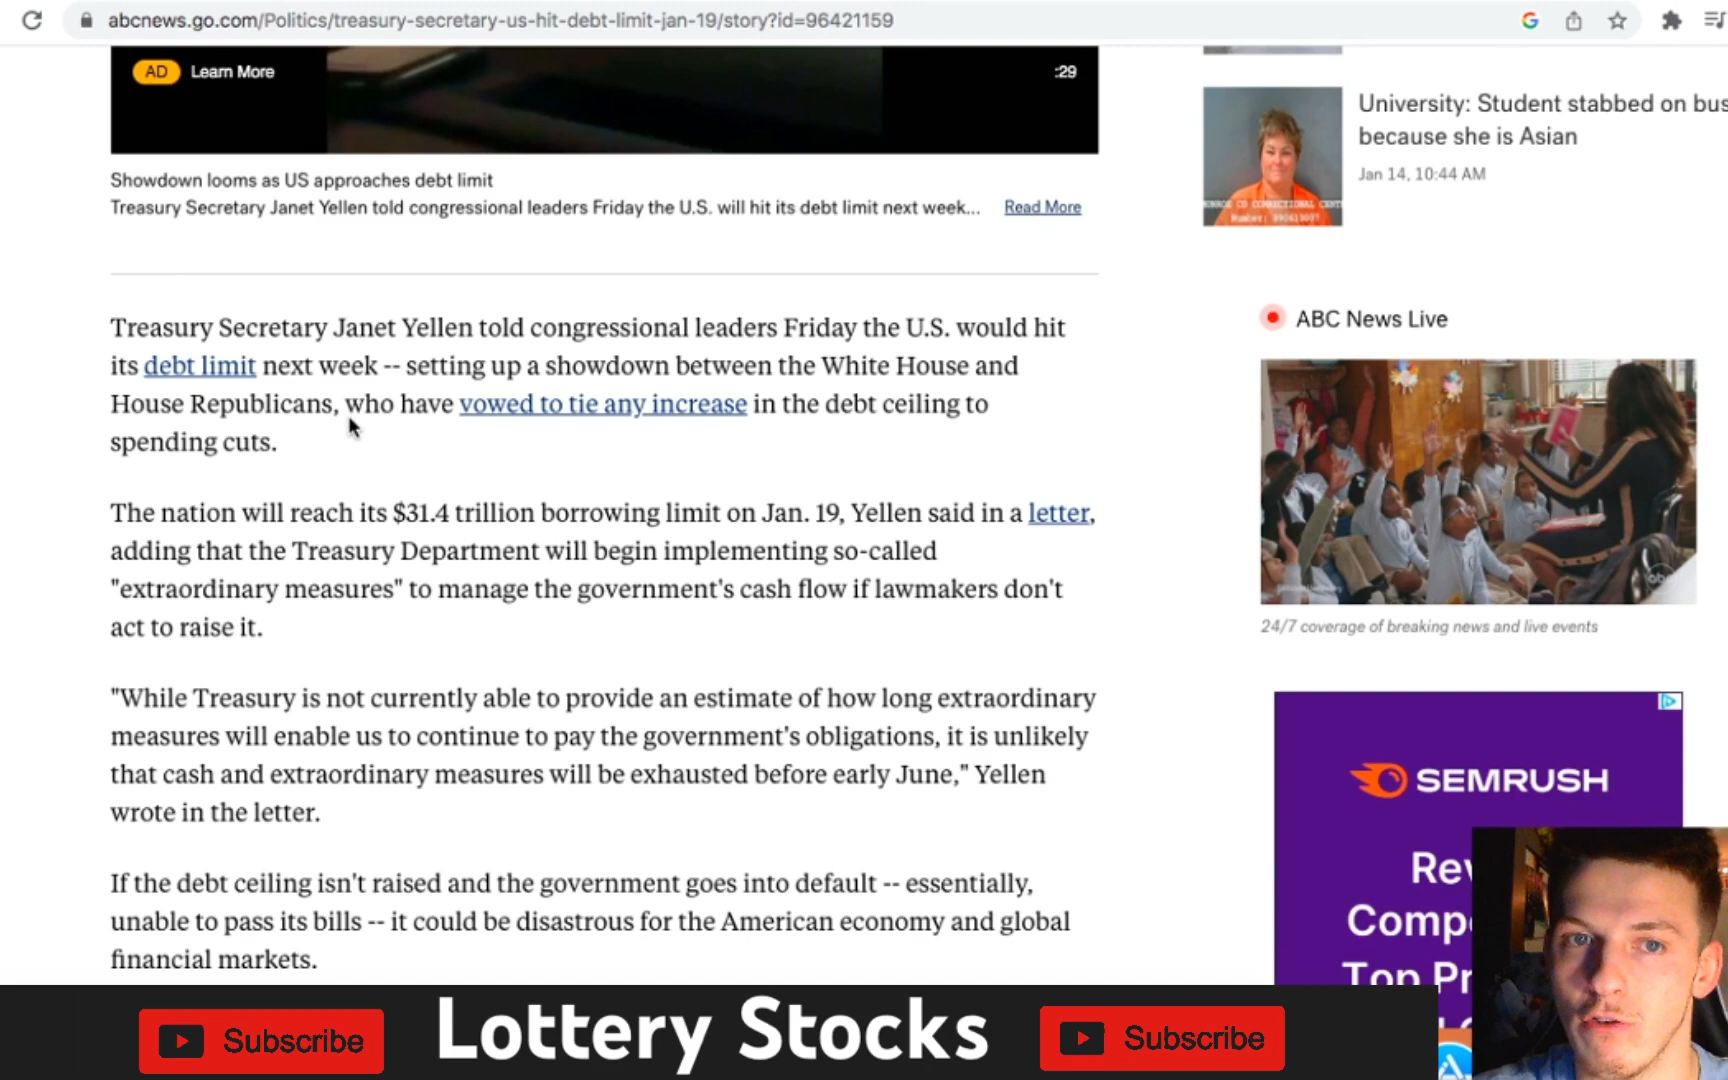 abcnews.go.com/Politics/treasury-secretary-us-hit-debt-limit-jan-19/story?id=96421159
AD Learn More :29
Showdown looms as US approaches debt limit
Treasury Secretary Janet Yellen told congressional leaders Friday the U.S. will hit its debt limit next week... Read More
Treasury Secretary Janet Yellen told congressional leaders Friday the U.S. would hit
its debt limit next week -- setting up a showdown between the White House and
House Republicans, who have vowed to tie any increase in the debt ceiling to
spending cuts.
The nation will reach its $31.4 trillion borrowing limit on Jan. 19, Yellen said in a letter,
adding that the Treasury Department will begin implementing so-called
"extraordinary measures" to manage the government's cash flow if lawmakers don't
act to raise it.
"While Treasury is not currently able to provide an estimate of how long extraordinary
measures will enable us to continue to pay the government's obligations, it is unlikely
that cash and extraordinary measures will be exhausted before early June," Yellen
wrote in the letter.
If the debt ceiling isn't raised and the government goes into default -- essentially,
unable to pass its bills -- it could be disastrous for the American economy and global
financial markets.
University: Student stabbed on bus
because she is Asian
Jan 14, 10:44 AM
ABC News Live
abc
24/7 coverage of breaking news and live events
SEMRUSH
Rev
Comp
Top Pr
Subscribe Lottery Stocks Subscribe